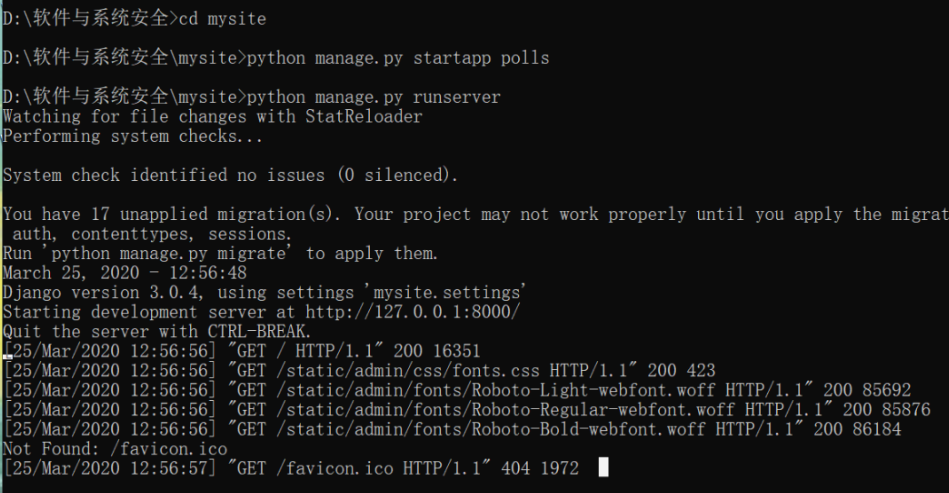 D:\软件与系统安全>cd mysite
D:\软件与系统安全\mysite>python manage.py startapp polls
D:\软件与系统安全\mysite>python manage.py runserver
Watching for file changes with StatReloader
Performing system checks...
System check identified no issues (0 silenced).
You have 17 unapplied migration(s). Your project may not work properly until you apply the migrat
auth, contenttypes, sessions.
Run 'python manage.py migrate' to apply them.
March 25, 2020 - 12:56:48
Django version 3.0.4, using settings 'mysite.settings'
Starting development server at http://127.0.0.1:8000/
Quit the server with CTRL-BREAK.
[25/Mar/2020 12:56:56] "GET / HTTP/1.1" 200 16351
[25/Mar/2020 12:56:56] "GET /static/admin/css/fonts.css HTTP/1.1" 200 423
[25/Mar/2020 12:56:56] "GET /static/admin/fonts/Roboto-Light-webfont.woff HTTP/1.1" 200 85692
[25/Mar/2020 12:56:56] "GET /static/admin/fonts/Roboto-Regular-webfont.woff HTTP/1.1" 200 85876
[25/Mar/2020 12:56:56] "GET /static/admin/fonts/Roboto-Bold-webfont.woff HTTP/1.1" 200 86184
Not Found: /favicon.ico
[25/Mar/2020 12:56:57] "GET /favicon.ico HTTP/1.1" 404 1972